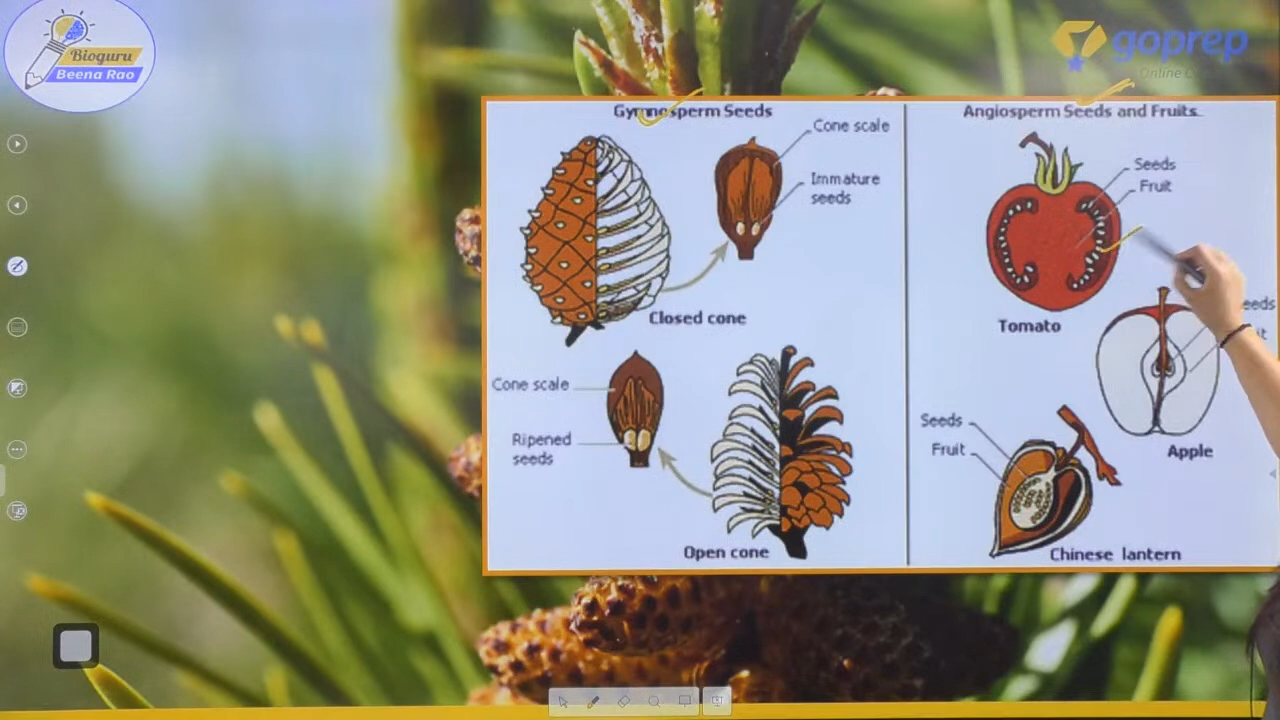 Bioguru
Beena Rao
goprep
Online
Gymnosperm Seeds
Cone scale
Immature
seeds
Closed cone
Cone scale
Ripened
seeds
Open cone
Angiosperm Seeds and Fruits
Seeds
Fruit
Tomato
Apple
Seeds
Fruit
Chinese lantern